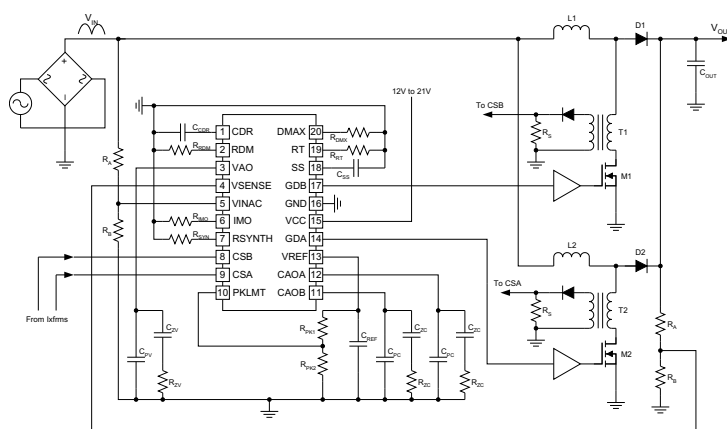 V_IN
L1
D1
V_OU
C_OUT
12V to 21V
To CSB
R_S
T1
M1
C_CDR
R_RDM
1 CDR
2 RDM
3 VAO
4 VSENSE
5 VINAC
6 IMO
7 RSYNTH
8 CSB
9 CSA
10 PKLMT
DMAX 20
RT 19
SS 18
GDB 17
GND 16
VCC 15
GDA 14
VREF 13
CAOA 12
CAOB 11
R_DMX
R_RT
C_SS
R_A
R_B
R_IMO
R_SYN
L2
D2
To CSA
R_S
T2
M2
R_A
R_B
From Ixfrms
C_PV
C_ZV
R_ZV
R_PK1
R_PK2
C_REF
C_PC
C_ZC
R_ZC
C_PC
C_ZC
R_ZC